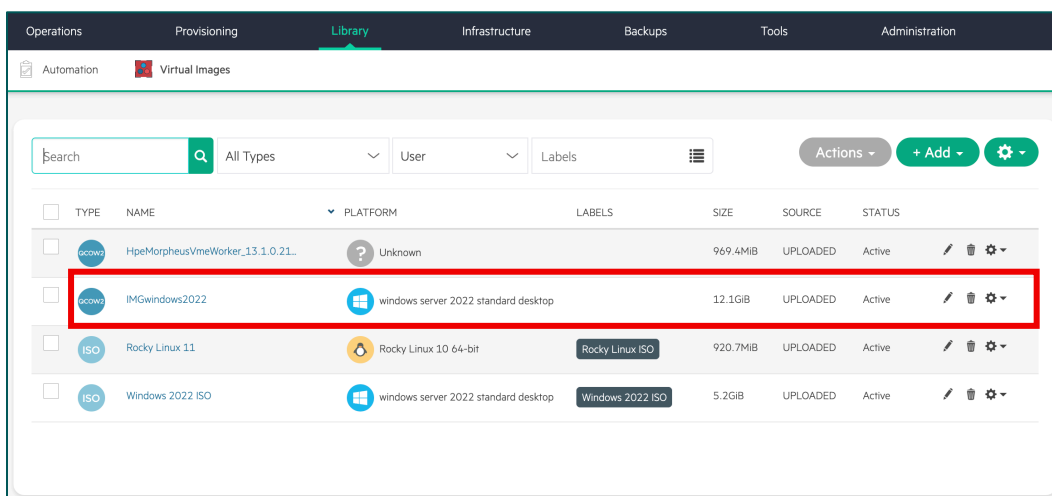 Operations Provisioning Library Infrastructure Backups Tools Administration
Automation Virtual Images
Search All Types User Labels Actions + Add
TYPE NAME PLATFORM LABELS SIZE SOURCE STATUS
QCOW2 HpeMorpheusVmeWorker_13.1.0.21... ? Unknown 969.4MiB UPLOADED Active
QCOW2 IMGwindows2022 windows server 2022 standard desktop 12.1GiB UPLOADED Active
ISO Rocky Linux 11 Rocky Linux 10 64-bit Rocky Linux ISO 920.7MiB UPLOADED Active
ISO Windows 2022 ISO windows server 2022 standard desktop Windows 2022 ISO 5.2GiB UPLOADED Active